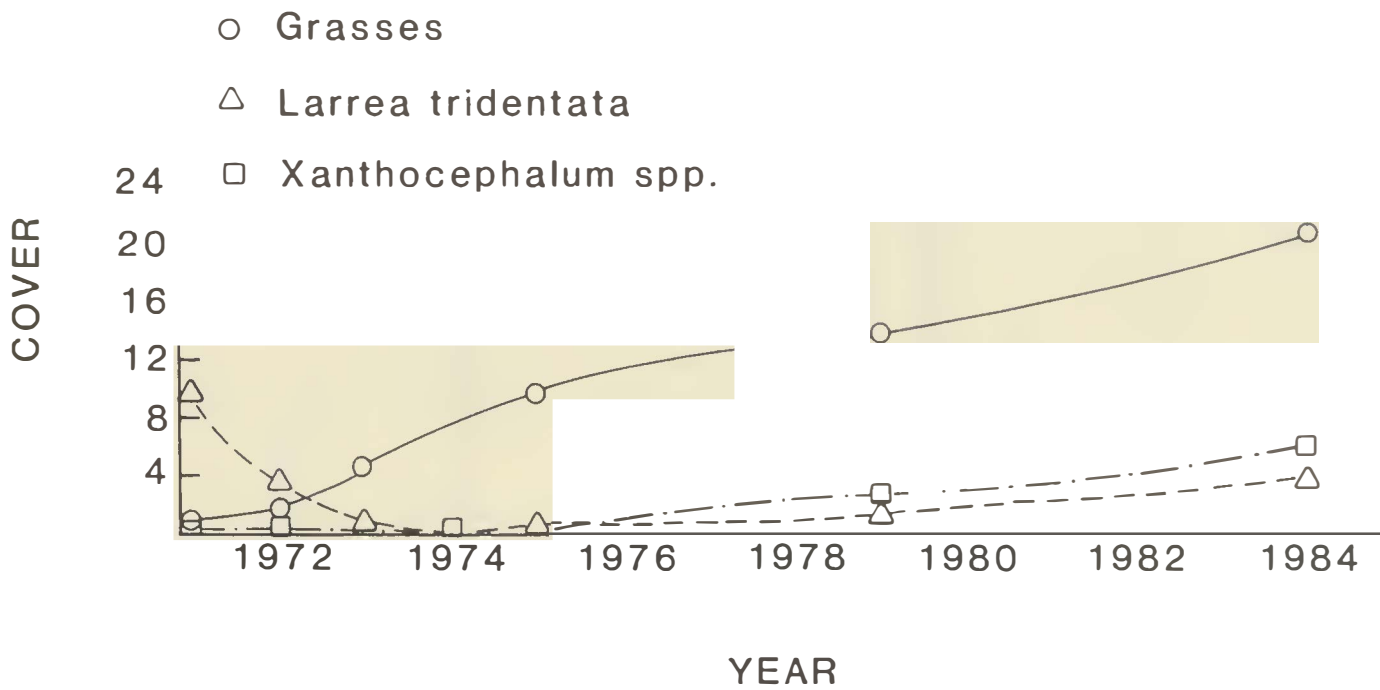 Grasses
Larrea tridentata
Xanthocephalum spp.
COVER
24
20
16
12
8
4
1972 1974 1976 1978 1980 1982 1984
YEAR